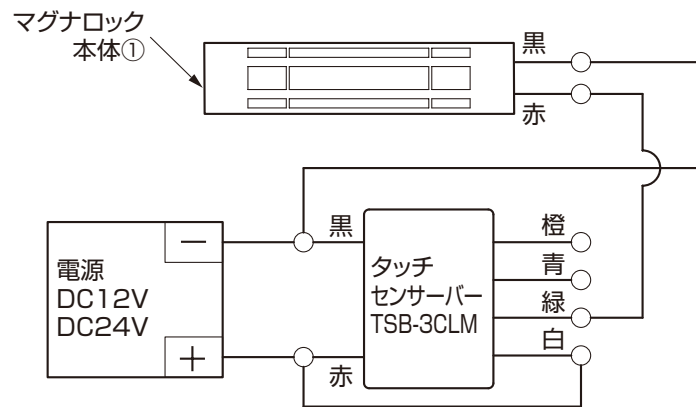 マグナロック
本体①
黒
赤
電源
DC12V
DC24V
−
+
黒
赤
タッチ
センサーバー
TSB-3CLM
橙
青
緑
白